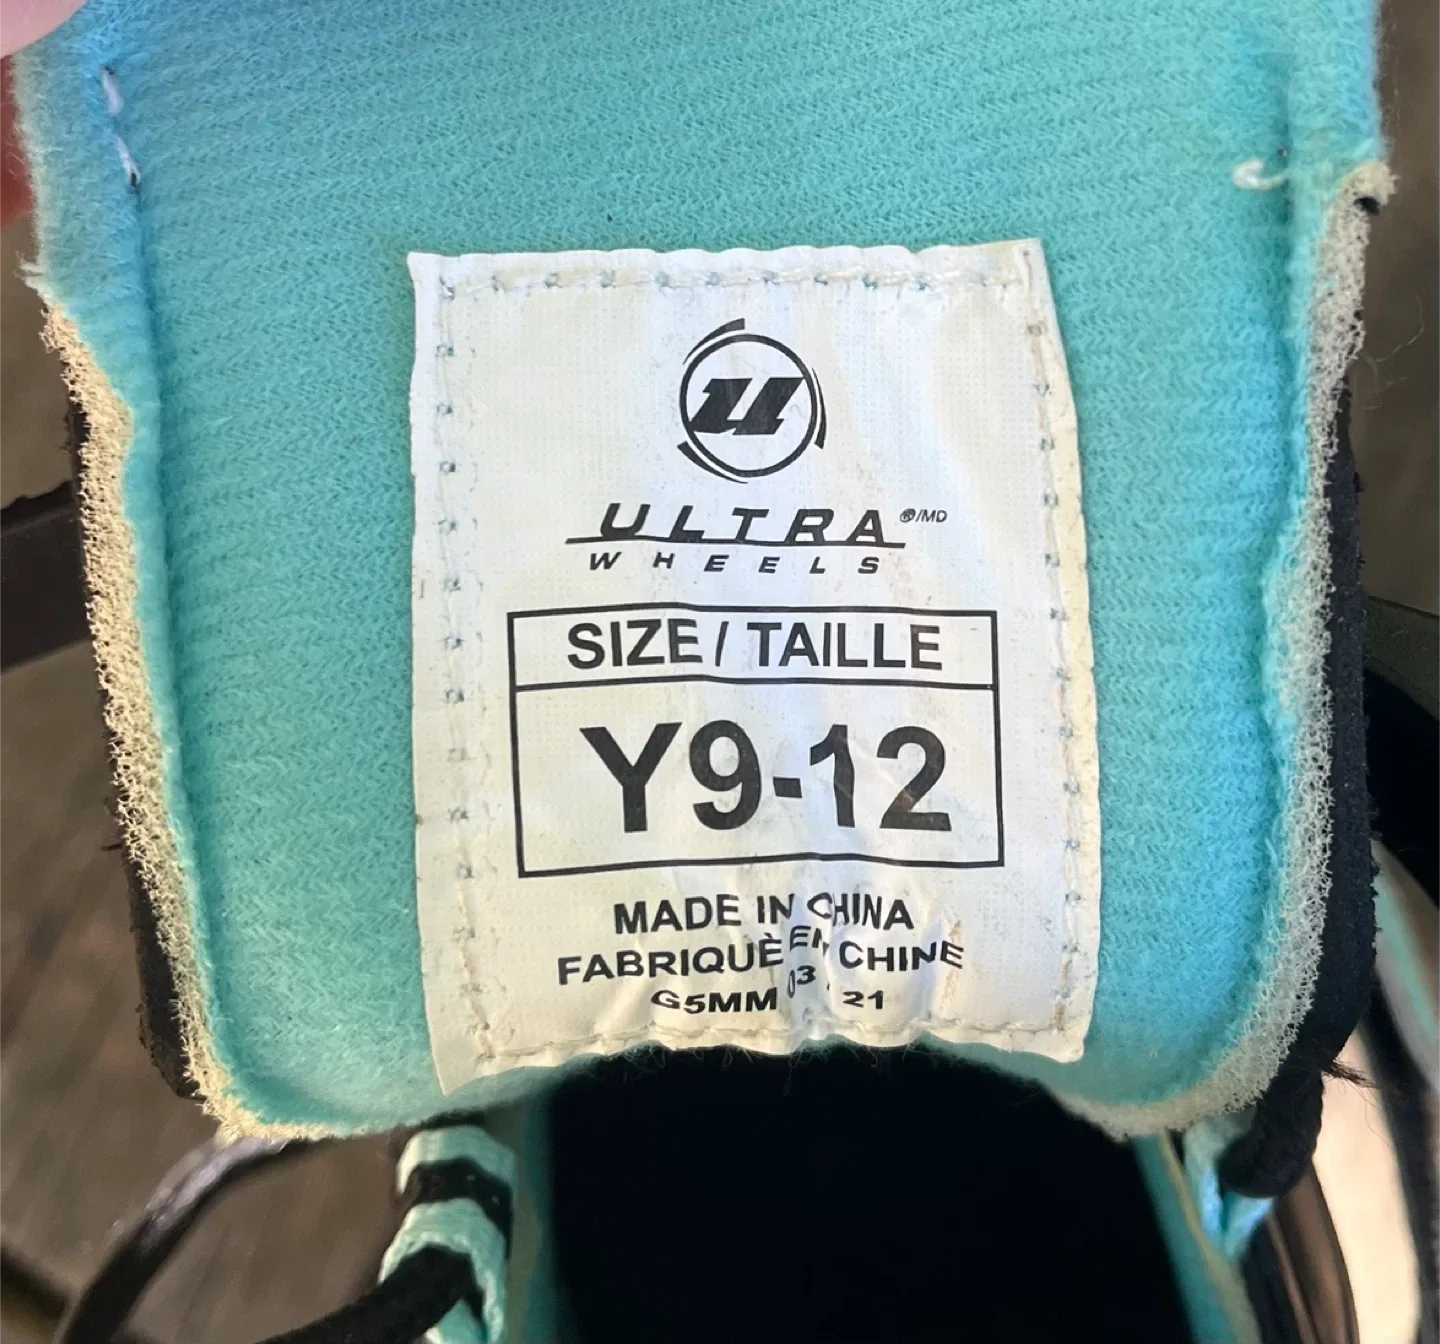 U
ULTRA ®/MD
WHEELS
SIZE / TAILLE
Y9-12
MADE IN CHINA
FABRIQUÈ EN CHINE
G5MM 03 21